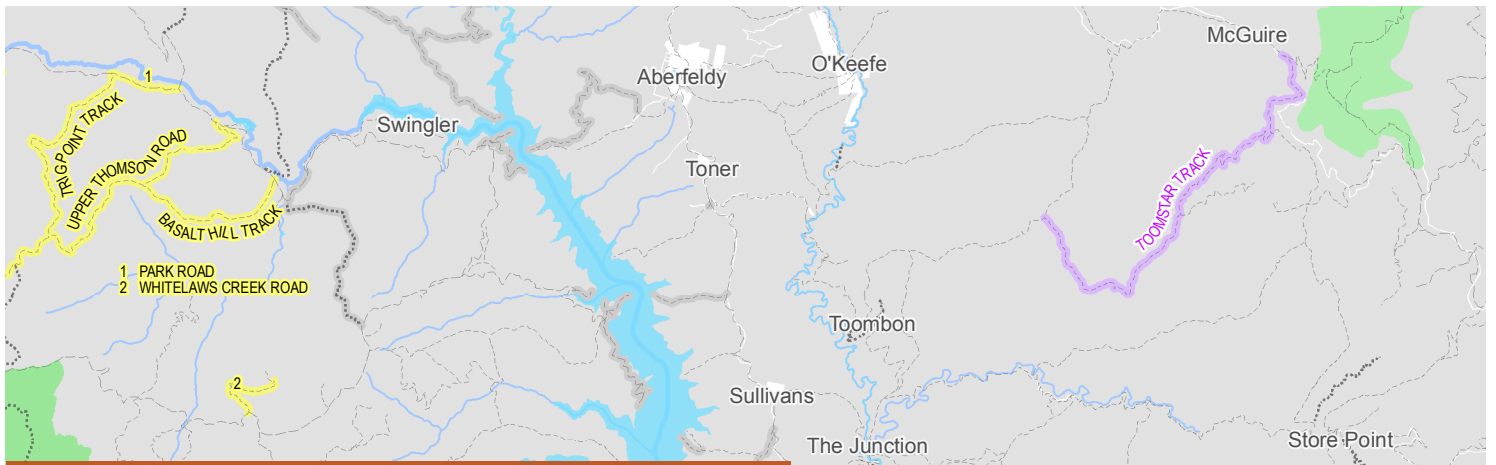 McGuire
1
O'Keefe
Aberfeldy
TRIG POINT TRACK
Swingler
UPPER THOMSON ROAD
Toner
TOOMSTAR TRACK
BASALT HILL TRACK
1 PARK ROAD
2 WHITELAWS CREEK ROAD
Toombon
2
Sullivans
The Junction
Store Point